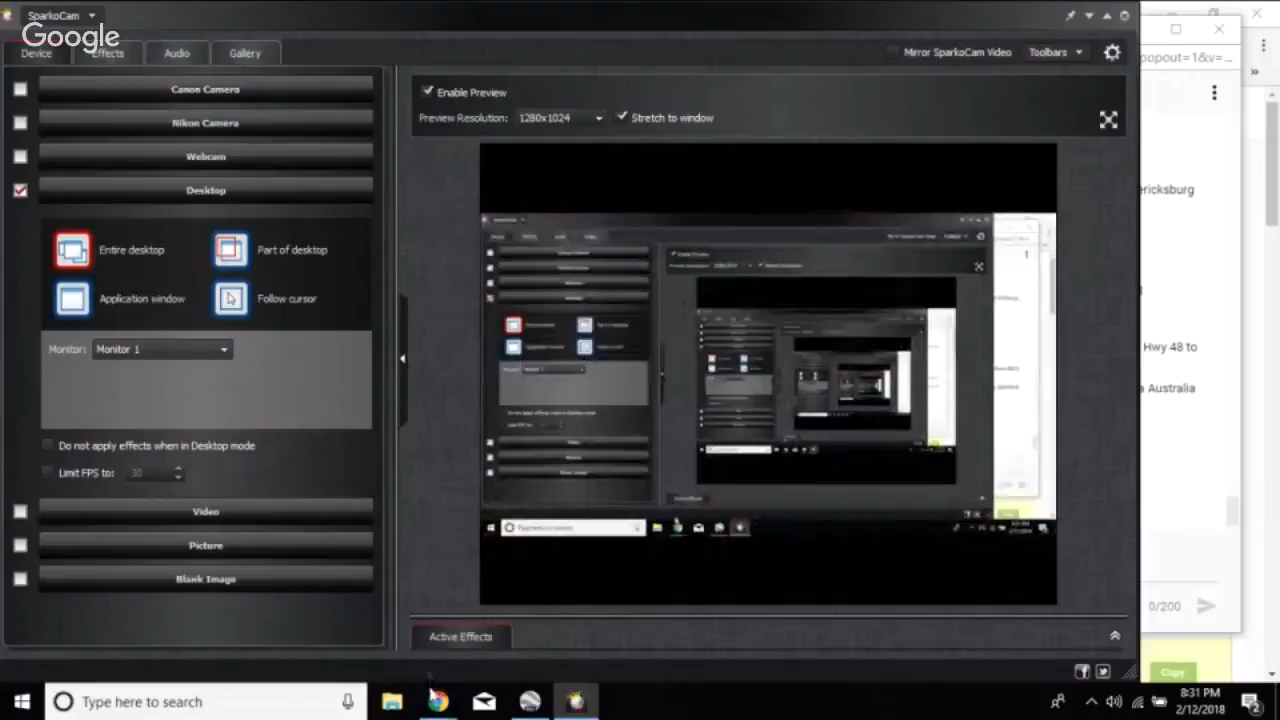 SparkoCam
Google
Device
Effects
Audio
Gallery
Mirror SparkoCam Video
Toolbars
Canon Camera
Nikon Camera
Webcam
Desktop
Entire desktop
Part of desktop
Application window
Follow cursor
Monitor: Monitor 1
Do not apply effects when in Desktop mode
Limit FPS to: 30
Video
Picture
Blank Image
Enable Preview
Preview Resolution: 1280x1024
Stretch to window
Active Effects
popout=1&v=...
»
ericksburg
Hwy 48 to
a Australia
0/200
Copy
Type here to search
8:31 PM
2/12/2018
2